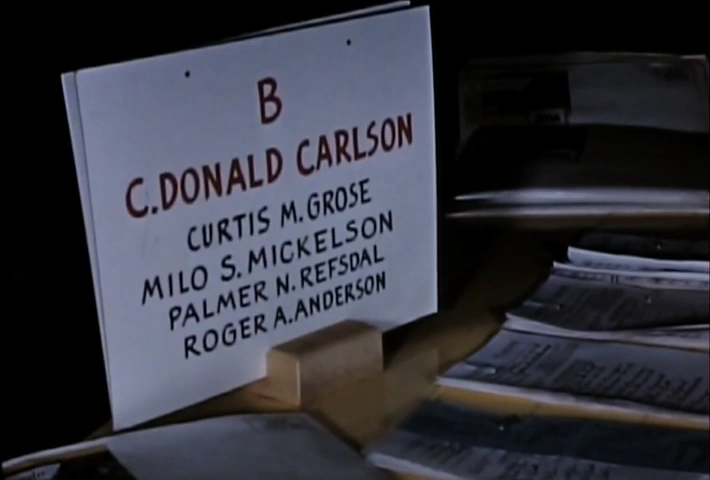 B
C. DONALD CARLSON
CURTIS M. GROSE
MILO S. MICKELSON
PALMER N. REFSDAL
ROGER A. ANDERSON